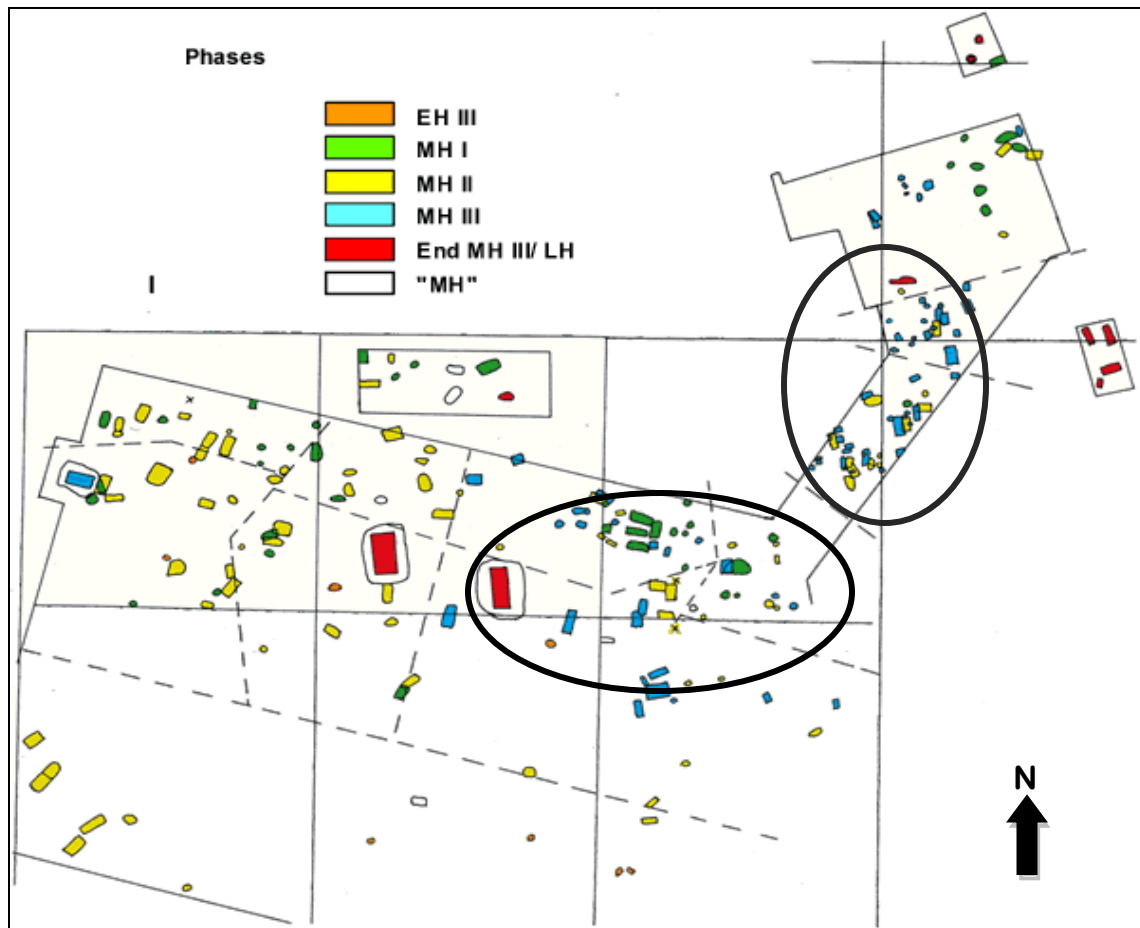 Phases
EH III
MH I
MH II
MH III
End MH III/ LH
"MH"
I
N